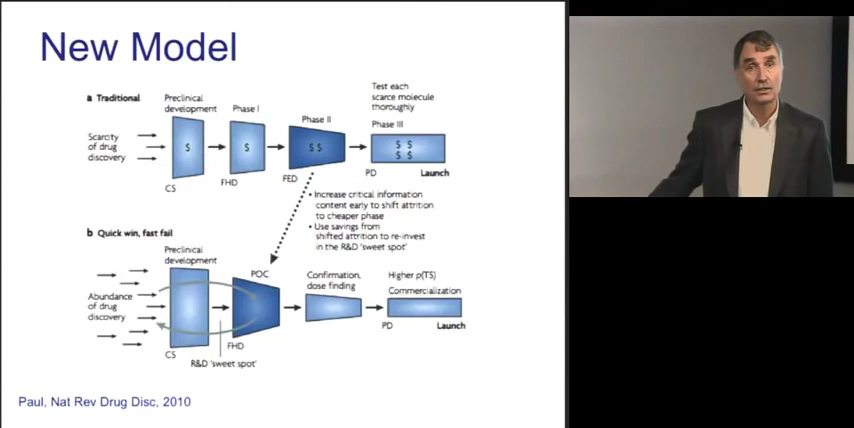 New Model
a Traditional
Scarcity
of drug
discovery
Preclinical
development
$
CS
Phase I
$
FHD
Phase II
$ $
FED
Test each
scarce molecule
thoroughly
Phase III
$ $
$ $
PD
Launch
• Increase critical information
content early to shift attrition
to cheaper phase
• Use savings from
shifted attrition to re-invest
in the R&D 'sweet spot'
b Quick win, fast fail
Abundance
of drug
discovery
Preclinical
development
CS
R&D 'sweet spot'
POC
FHD
Confirmation,
dose finding
Higher p(TS)
Commercialization
PD
Launch
Paul, Nat Rev Drug Disc, 2010